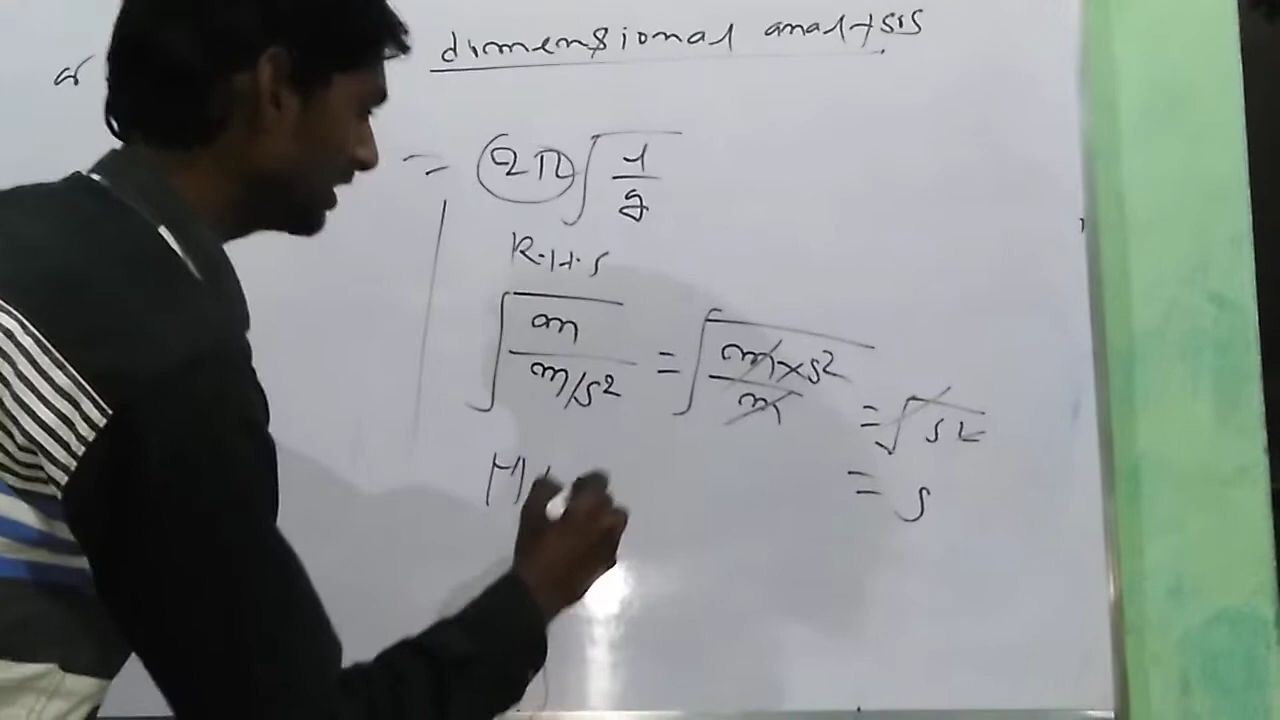 dimensional analysis
= 2π√l/g
R.H.S
√m/m/s² = √m×s²/m
= √s²
= s